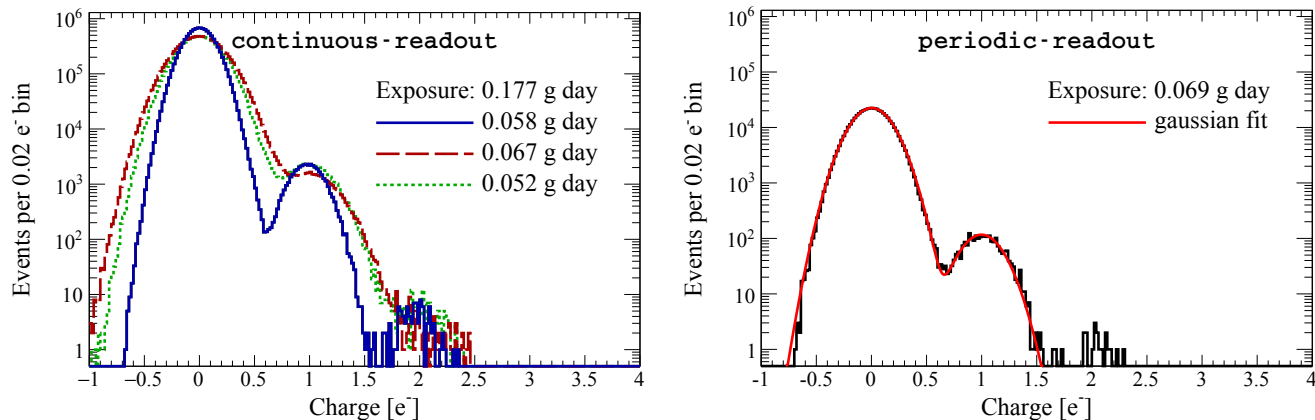 continuous-readout
Exposure: 0.177 g day
0.058 g day
0.067 g day
0.052 g day
Events per 0.02 e⁻ bin
10⁶
10⁵
10⁴
10³
10²
10
1
−1 −0.5 0 0.5 1 1.5 2 2.5 3 3.5 4
Charge [e⁻]
periodic-readout
Exposure: 0.069 g day
gaussian fit
Events per 0.02 e⁻ bin
10⁶
10⁵
10⁴
10³
10²
10
1
-1 -0.5 0 0.5 1 1.5 2 2.5 3 3.5 4
Charge [e⁻]